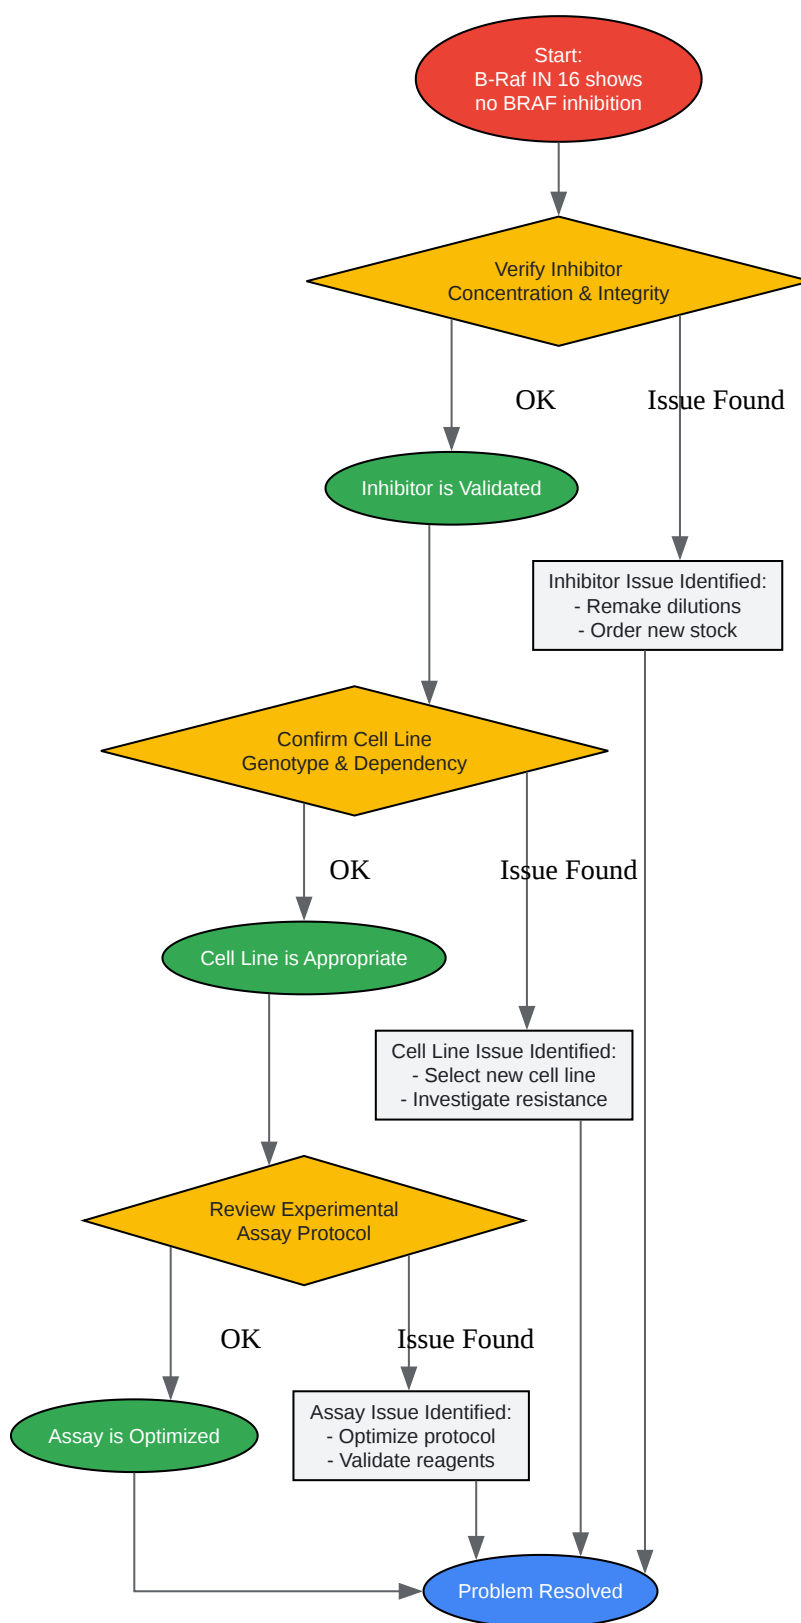 Start:
B-Raf IN 16 shows
no BRAF inhibition
Verify Inhibitor
Concentration & Integrity
OK
Issue Found
Inhibitor is Validated
Inhibitor Issue Identified:
- Remake dilutions
- Order new stock
Confirm Cell Line
Genotype & Dependency
OK
Issue Found
Cell Line is Appropriate
Cell Line Issue Identified:
- Select new cell line
- Investigate resistance
Review Experimental
Assay Protocol
OK
Issue Found
Assay is Optimized
Assay Issue Identified:
- Optimize protocol
- Validate reagents
Problem Resolved